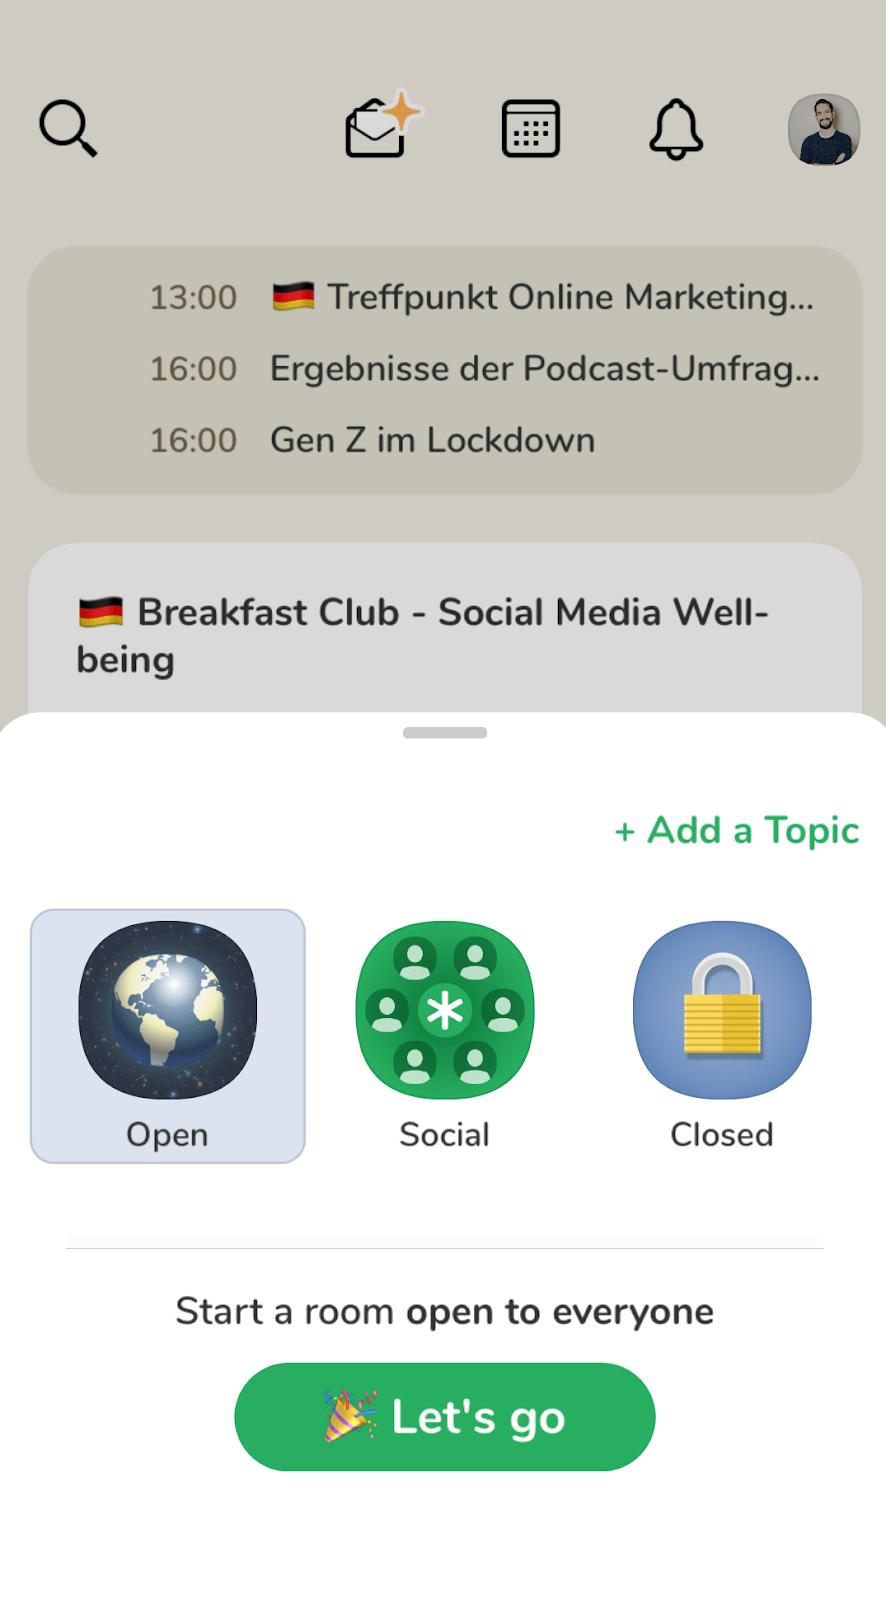 13:00 🇩🇪 Treffpunkt Online Marketing...
16:00 Ergebnisse der Podcast-Umfrag...
16:00 Gen Z im Lockdown
🇩🇪 Breakfast Club - Social Media Well-
being
+ Add a Topic
Open Social Closed
Start a room open to everyone
🎉 Let's go